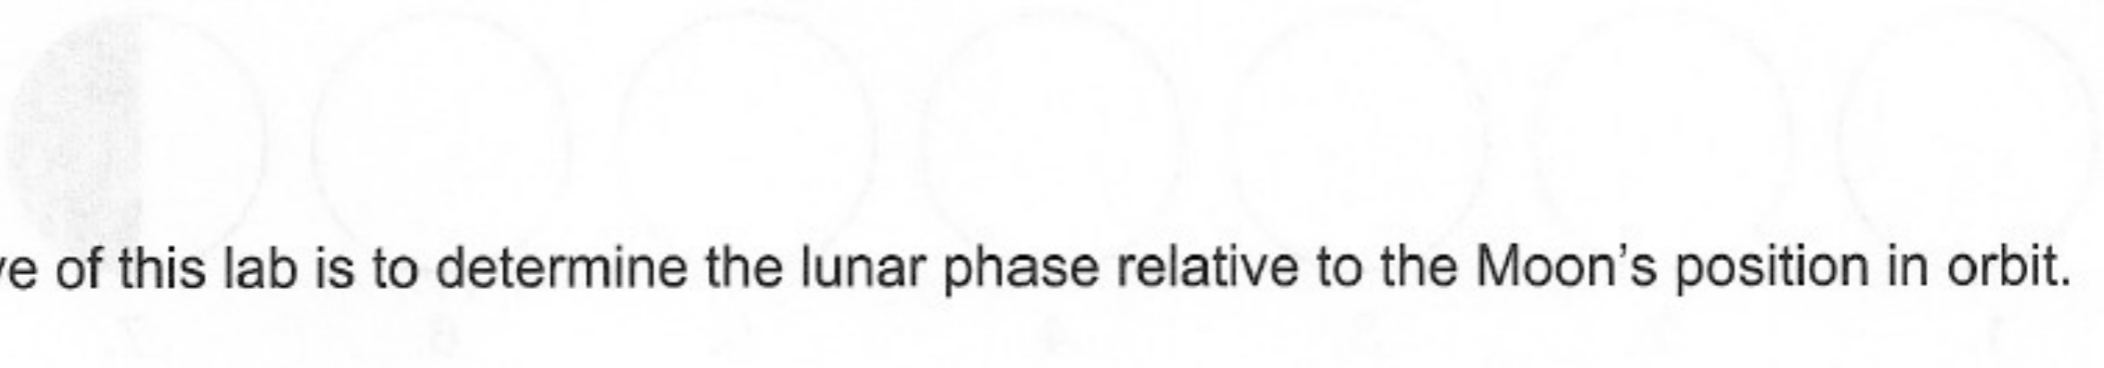 of this lab is to determine the lunar phase relative to the Moon's position in orbit.